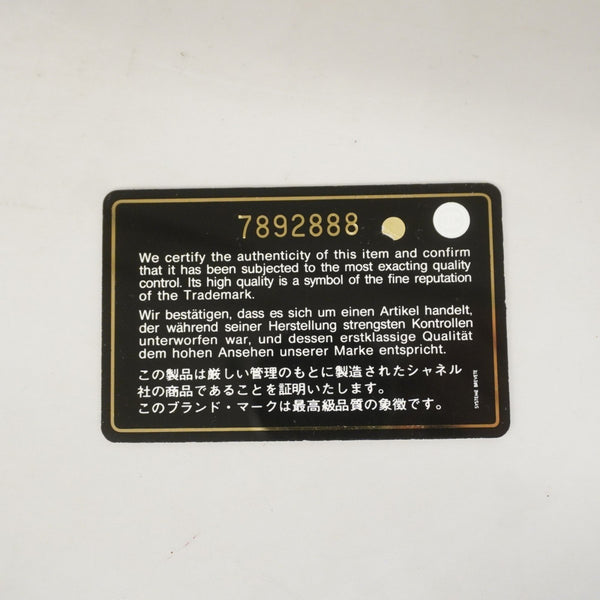 7892888
We certify the authenticity of this item and confirm
that it has been subjected to the most exacting quality
control. Its high quality is a symbol of the fine reputation
of the Trademark.
Wir bestätigen, dass es sich um einen Artikel handelt,
der während seiner Herstellung strengsten Kontrollen
unterworfen war, und dessen erstklassige Qualität
dem hohen Ansehen unserer Marke entspricht.
この製品は厳しい管理のもとに製造されたシャネル
社の商品であることを証明いたします。
このブランド・マークは最高級品質の象徴です。